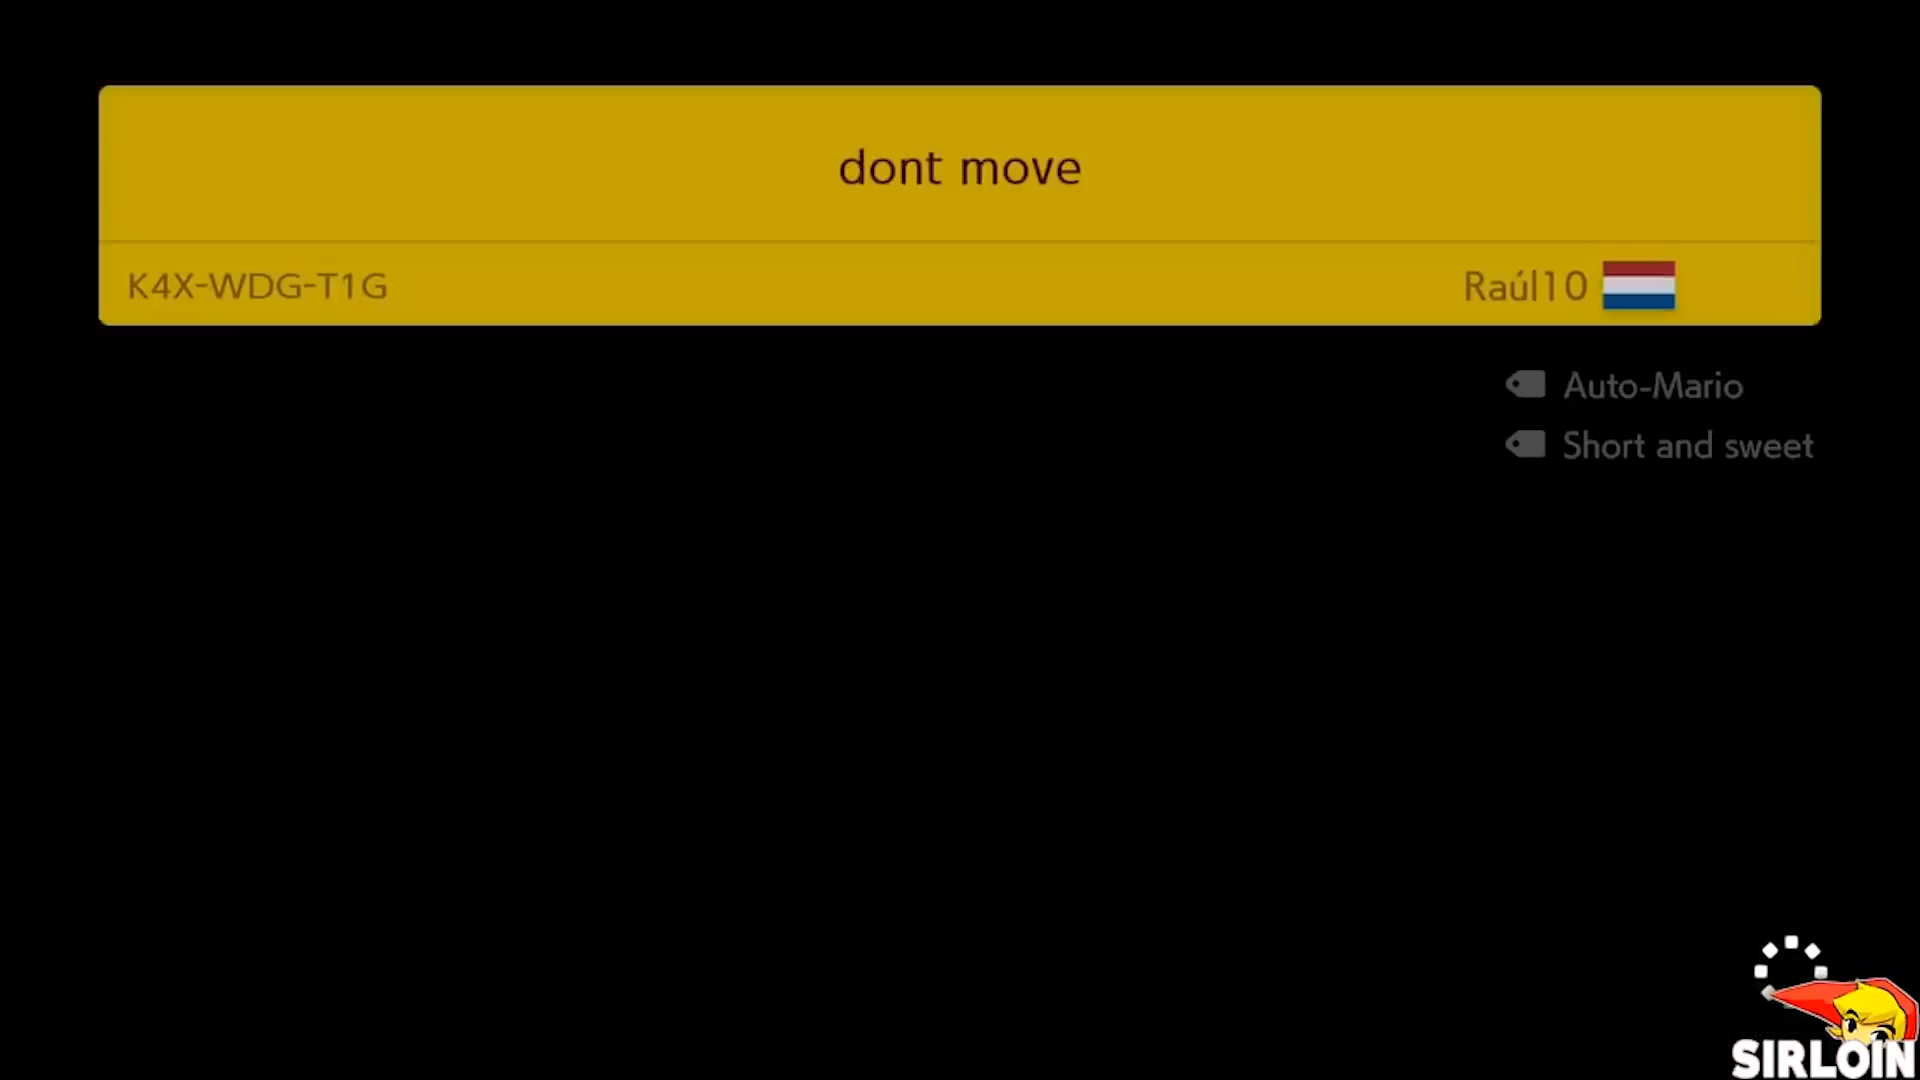 dont move
K4X-WDG-T1G
Raúl10
Auto-Mario
Short and sweet
SIRLOIN